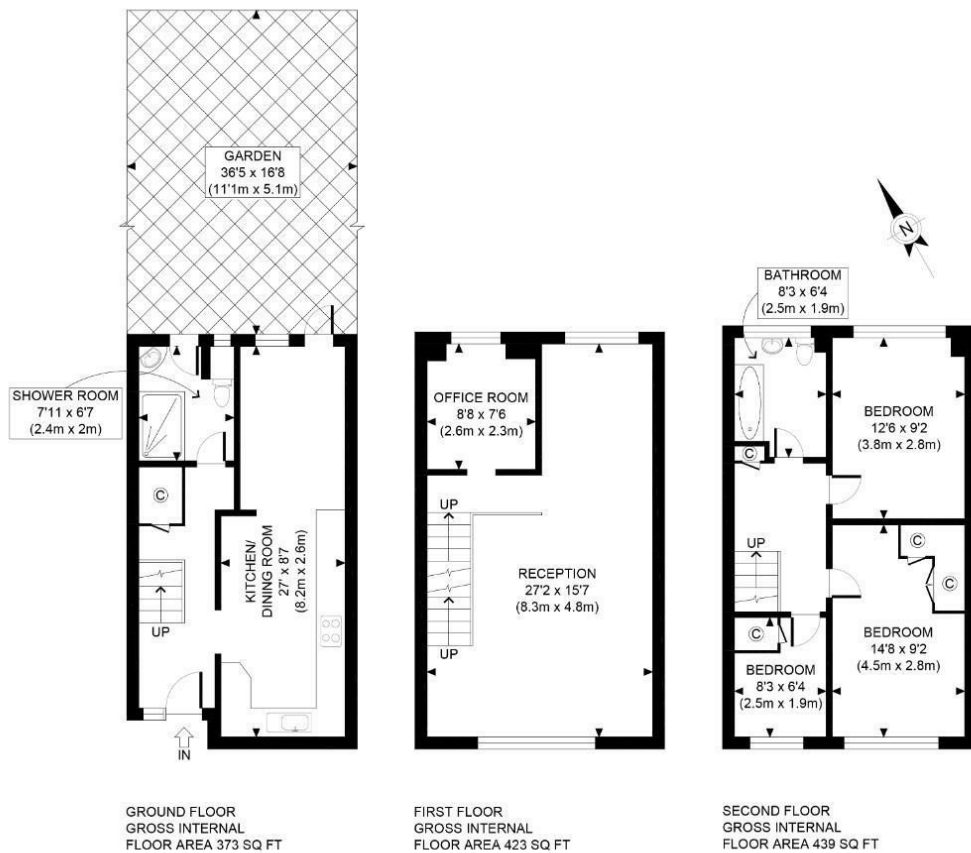 GARDEN
36'5 x 16'8
(11'1m x 5.1m)
SHOWER ROOM
7'11 x 6'7
(2.4m x 2m)
C
UP
KITCHEN/
DINING ROOM
27' x 8'7
(8.2m x 2.6m)
IN
GROUND FLOOR
GROSS INTERNAL
FLOOR AREA 373 SQ FT
OFFICE ROOM
8'8 x 7'6
(2.6m x 2.3m)
UP
UP
RECEPTION
27'2 x 15'7
(8.3m x 4.8m)
FIRST FLOOR
GROSS INTERNAL
FLOOR AREA 423 SQ FT
N
BATHROOM
8'3 x 6'4
(2.5m x 1.9m)
BEDROOM
12'6 x 9'2
(3.8m x 2.8m)
C
UP
C
C
BEDROOM
14'8 x 9'2
(4.5m x 2.8m)
C
BEDROOM
8'3 x 6'4
(2.5m x 1.9m)
SECOND FLOOR
GROSS INTERNAL
FLOOR AREA 439 SQ FT